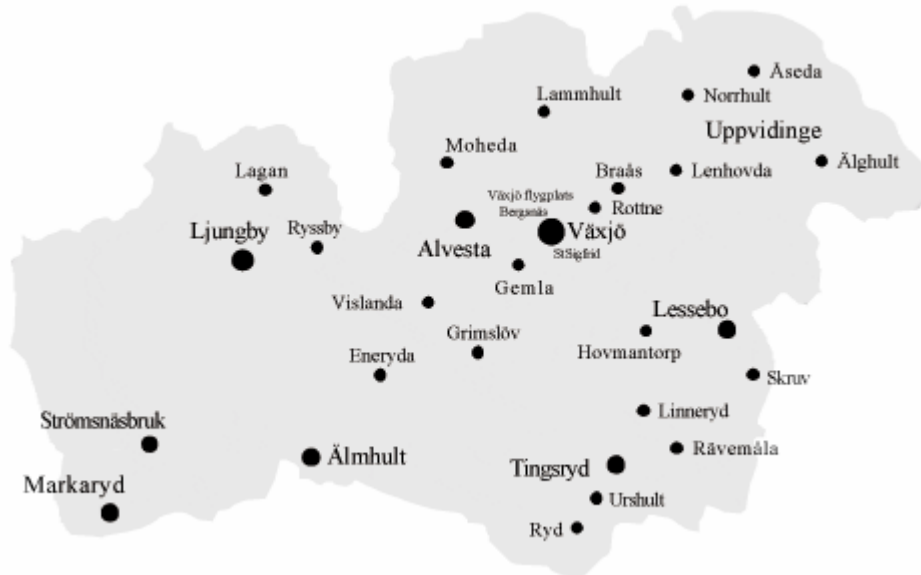 Åseda
Lammhult
Norrhult
Uppvidinge
Moheda
Älghult
Lagan
Braås
Lenhovda
Växjö flygplats
Bergsnäs
Rottne
Ljungby
Ryssby
Växjö
Alvesta
StSigfrid
Gemla
Vislanda
Lessebo
Grimslöv
Eneryda
Hovmantorp
Skruv
Linneryd
Strömsnäsbruk
Rävemåla
Älmhult
Tingsryd
Markaryd
Urshult
Ryd